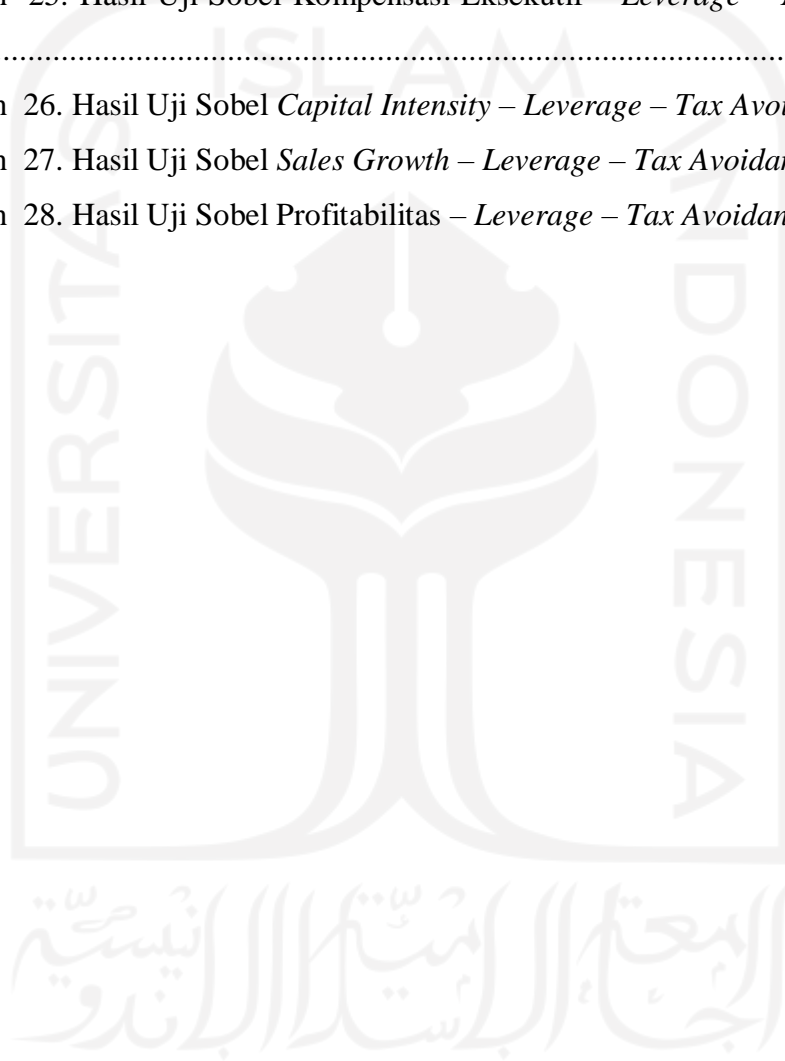 n 25. Hasil Uji Sobel Kompensasi Eksekutif – Leverage –
................................................................................
n 26. Hasil Uji Sobel Capital Intensity – Leverage – Tax Avoi
n 27. Hasil Uji Sobel Sales Growth – Leverage – Tax Avoidan
n 28. Hasil Uji Sobel Profitabilitas – Leverage – Tax Avoidan
ISLAM
UNIVERSITAS
INDONESIA